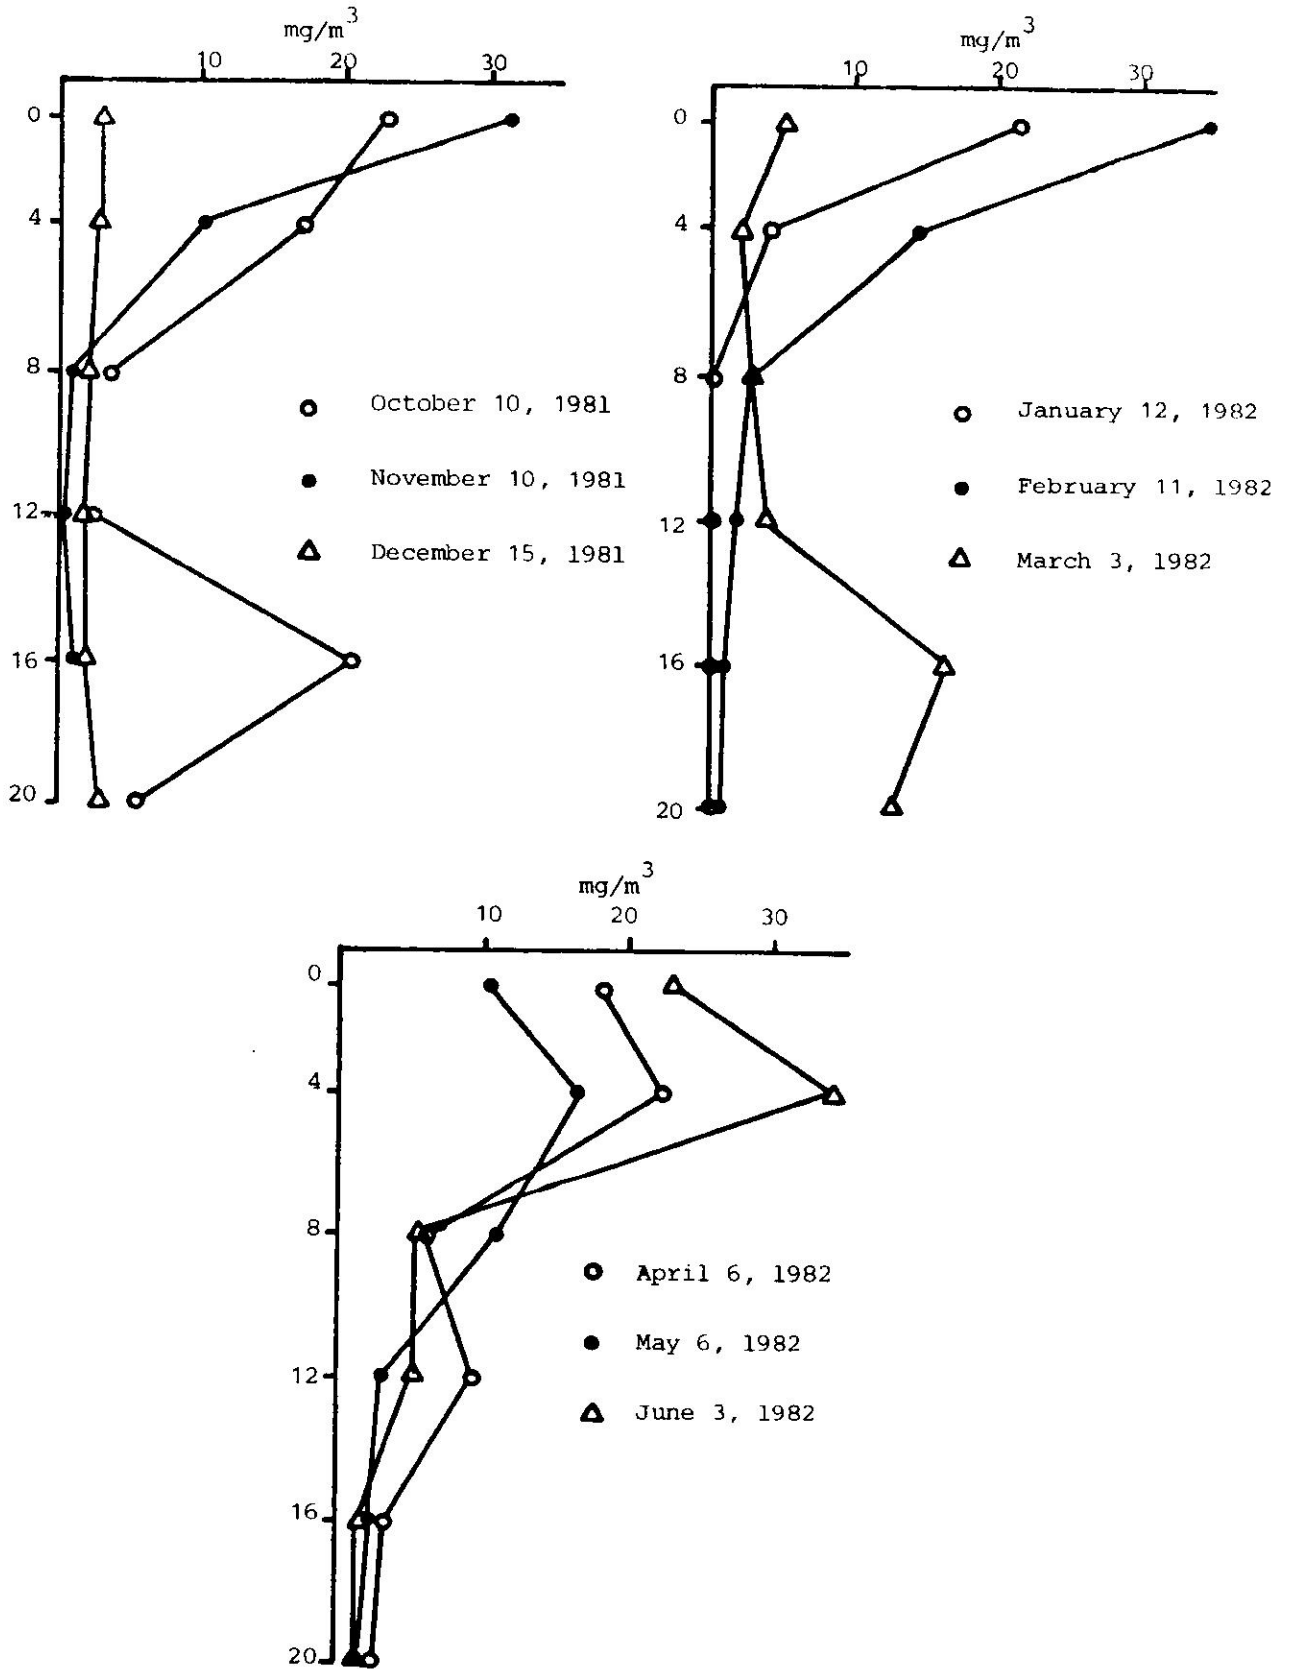 mg/m³
10 20 30
0
4
8
12
16
20
October 10, 1981
November 10, 1981
December 15, 1981
mg/m³
10 20 30
0
4
8
12
16
20
January 12, 1982
February 11, 1982
March 3, 1982
mg/m³
10 20 30
0
4
8
12
16
20
April 6, 1982
May 6, 1982
June 3, 1982